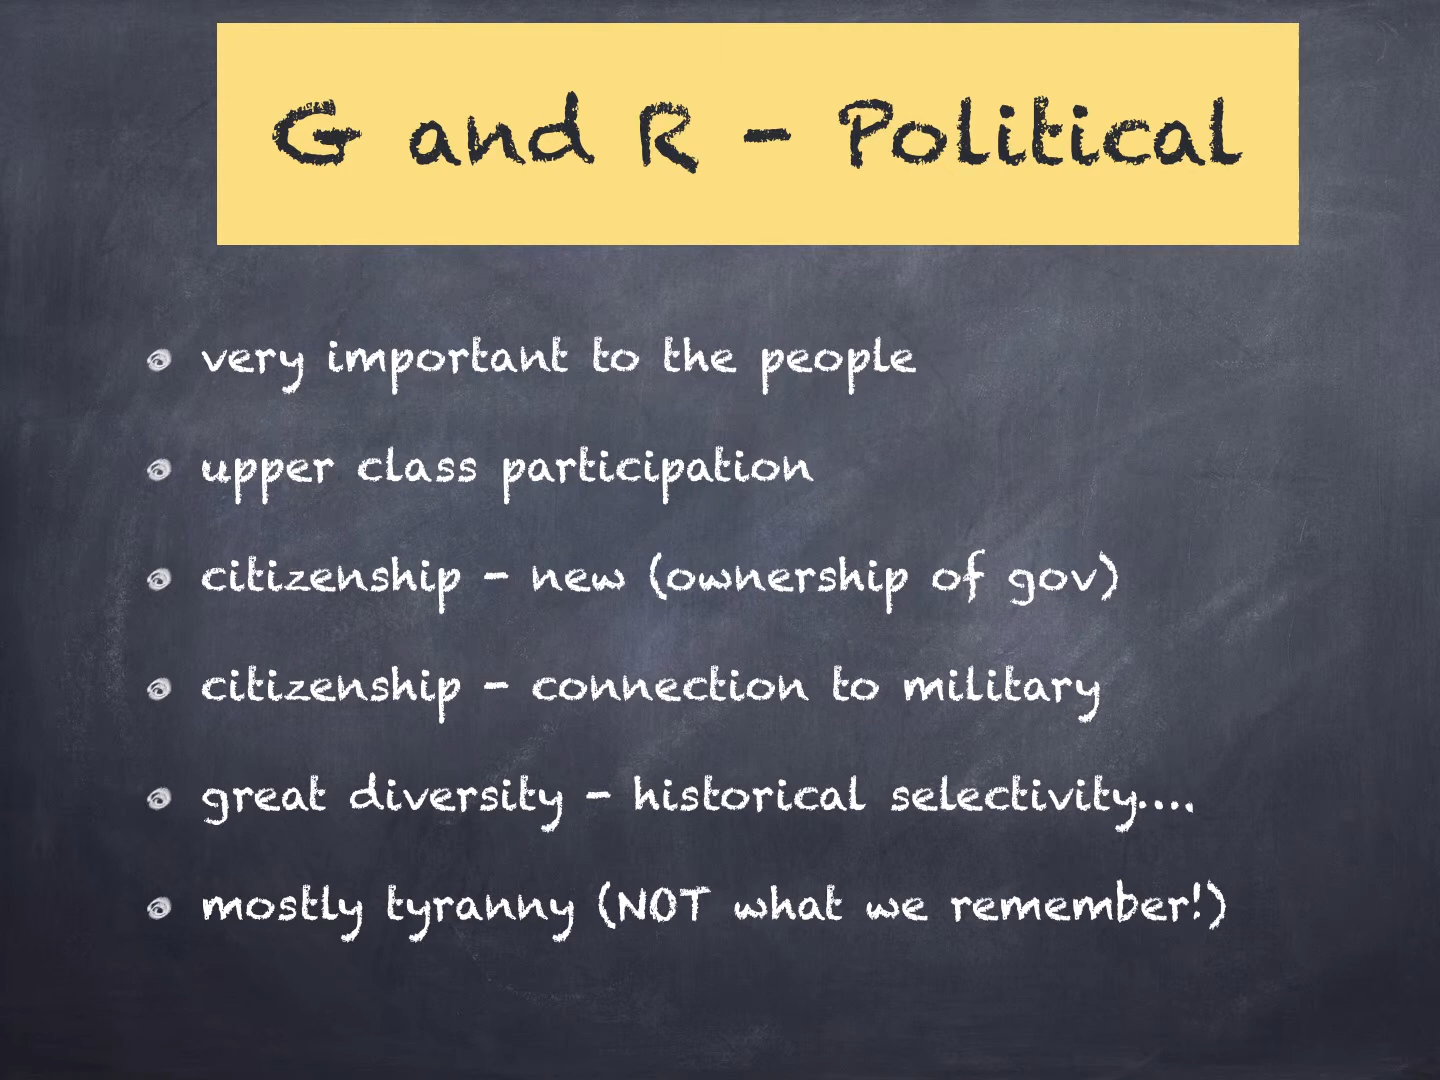 G and R - Political
very important to the people
upper class participation
citizenship - new (ownership of gov)
citizenship - connection to military
great diversity - historical selectivity....
mostly tyranny (NOT what we remember!)